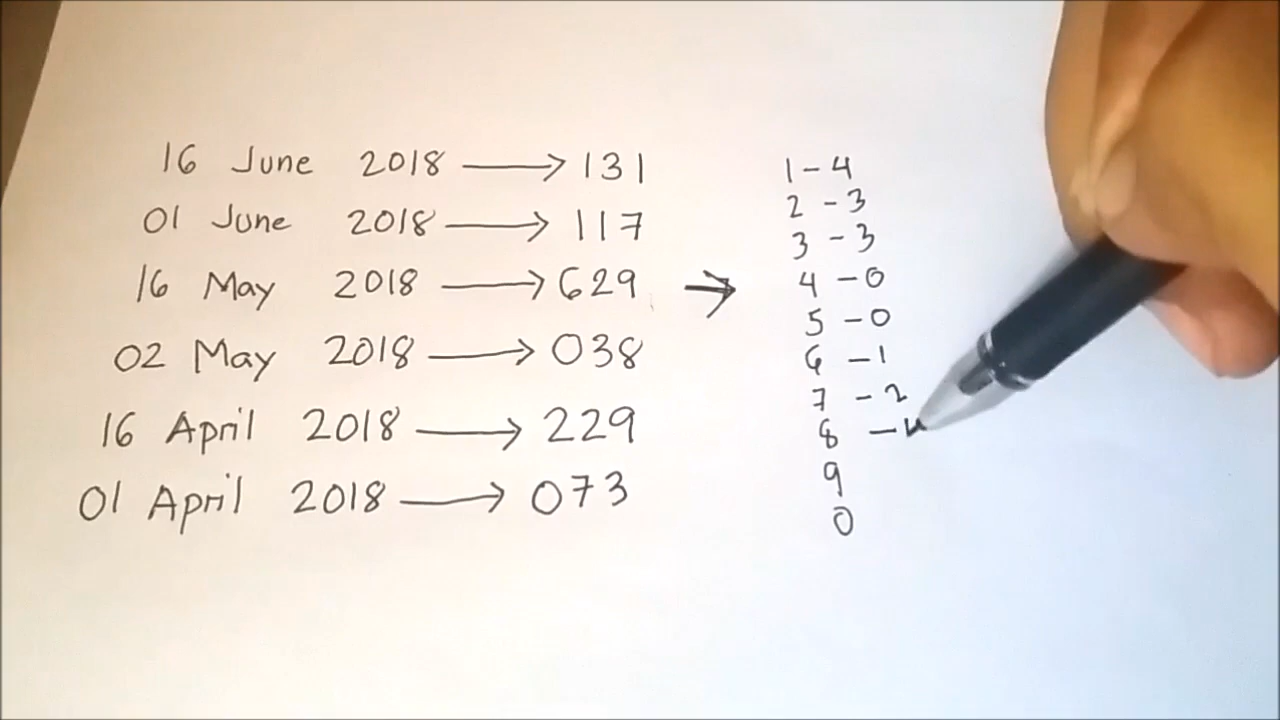 16 June 2018 → 131
01 June 2018 → 117
16 May 2018 → 629 →
02 May 2018 → 038
16 April 2018 → 229
01 April 2018 → 073
1 - 4
2 - 3
3 - 3
4 - 0
5 - 0
6 - 1
7 - 2
8 -
9
0